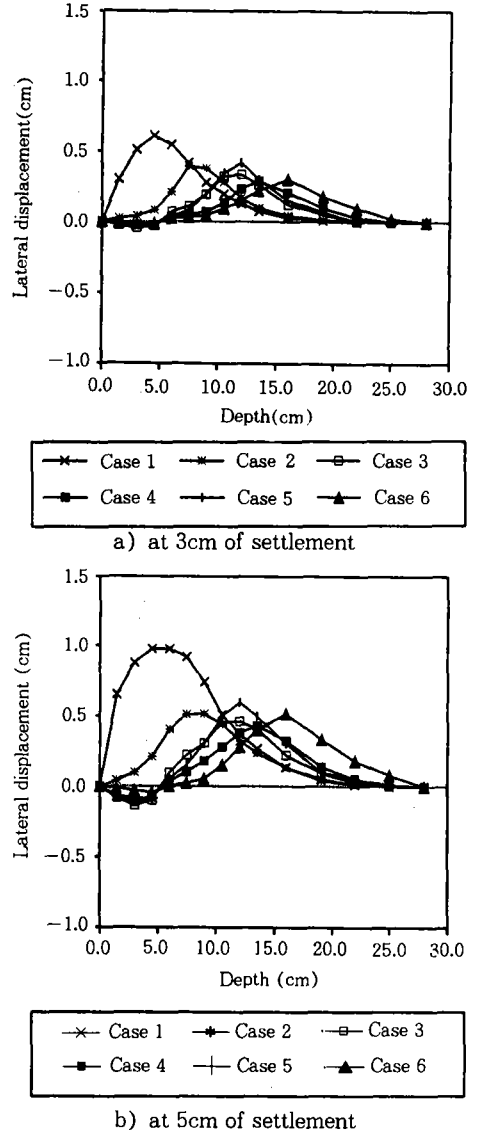 1.5
1.0
0.5
0.0
−0.5
−1.0
Lateral displacement(cm)
0.0 5.0 10.0 15.0 20.0 25.0 30.0
Depth(cm)
Case 1 Case 2 Case 3
Case 4 Case 5 Case 6
a) at 3cm of settlement
1.5
1.0
0.5
0.0
−0.5
−1.0
Lateral displacement (cm)
0.0 5.0 10.0 15.0 20.0 25.0 30.0
Depth (cm)
Case 1 Case 2 Case 3
Case 4 Case 5 Case 6
b) at 5cm of settlement